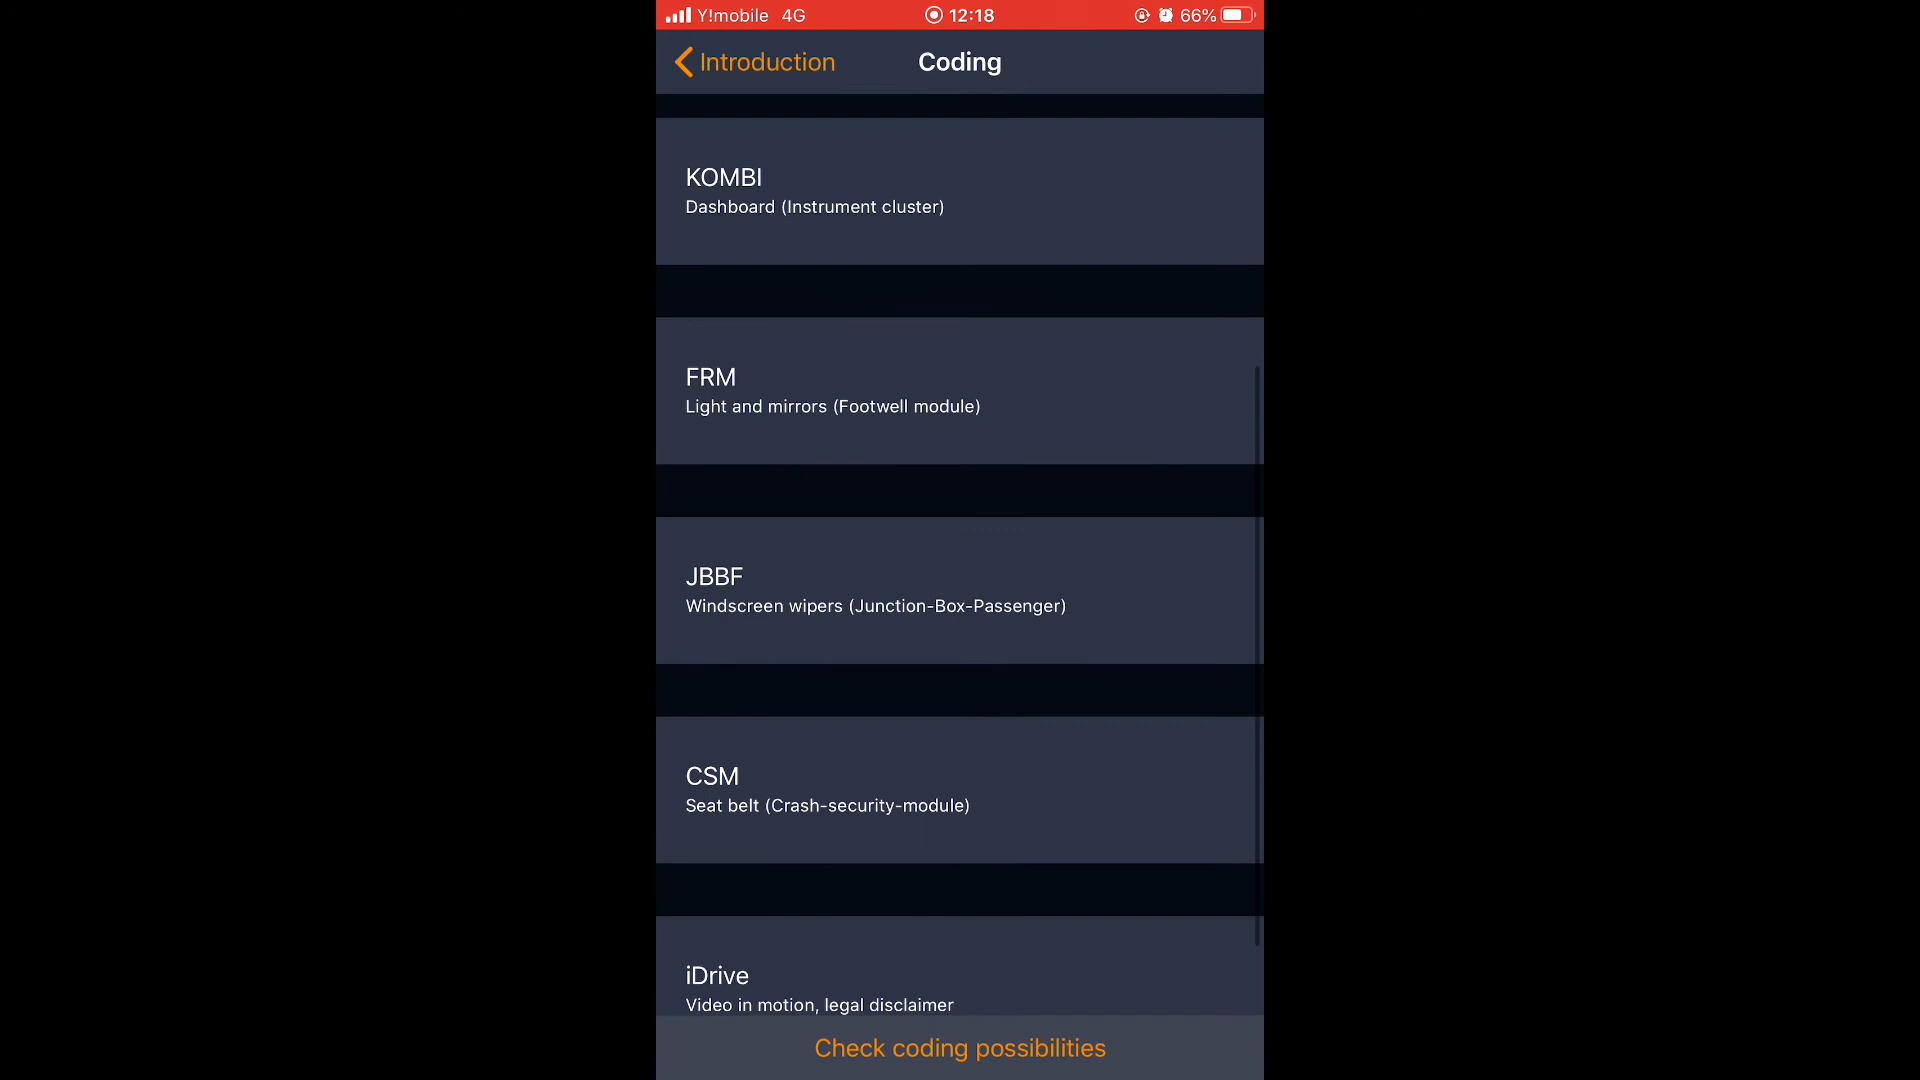 Y!mobile 4G 12:18 66%
Introduction Coding
KOMBI
Dashboard (Instrument cluster)
FRM
Light and mirrors (Footwell module)
JBBF
Windscreen wipers (Junction-Box-Passenger)
CSM
Seat belt (Crash-security-module)
iDrive
Video in motion, legal disclaimer
Check coding possibilities